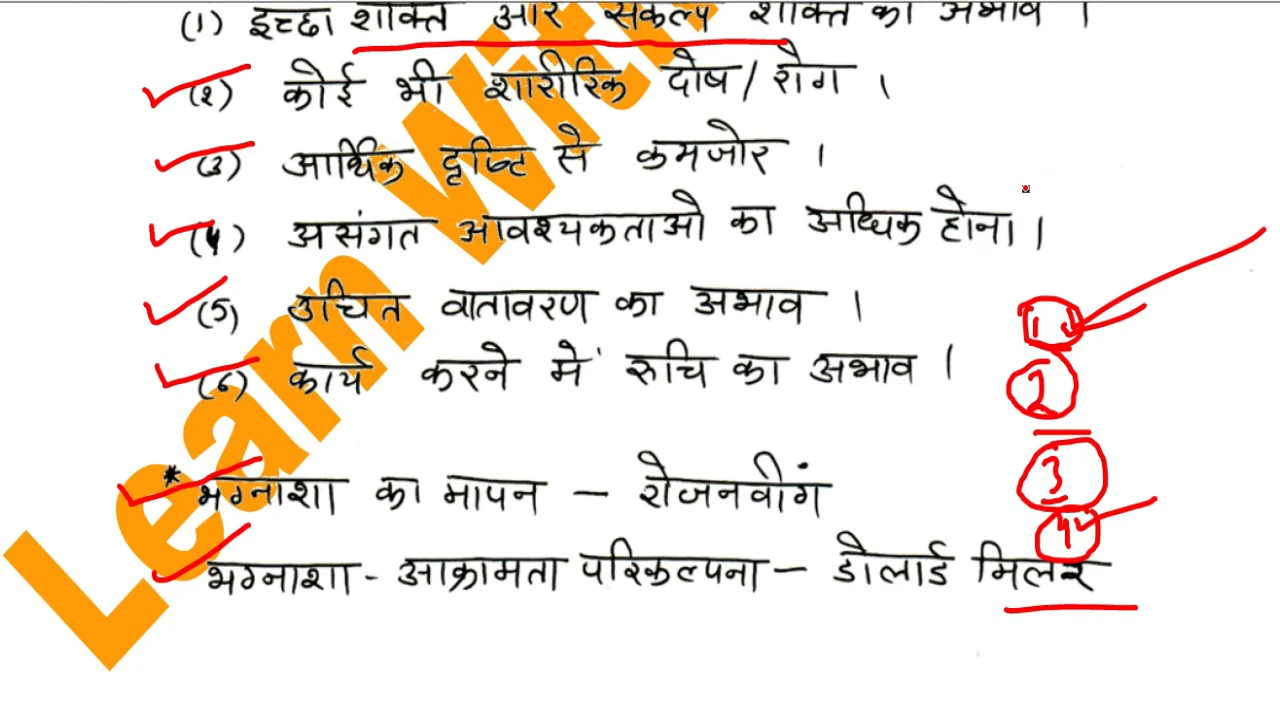 (1) इच्छा शक्ति और संकल्प शक्ति का अभाव ।
(२) कोई भी शारीरिक दोष / रोग ।
(3) आर्थिक दृष्टि से कमजोर ।
(4) असंगत आवश्यकताओ का अधिक होना ।
(5) उचित वातावरण का अभाव ।
(6) कार्य करने में रुचि का अभाव ।
1
2
3
4
* भग्नाशा का मापन – रोजनवींग
भग्नाशा - आक्रामता परिकल्पना – डौलार्ड मिलर
Learn With